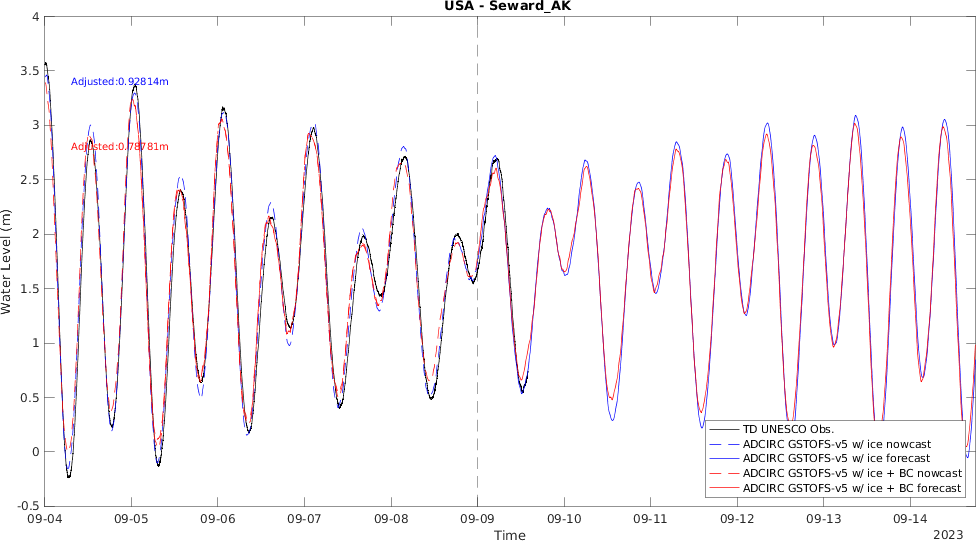 USA - Seward_AK
4
3.5
3
2.5
2
1.5
1
0.5
0
-0.5
Water Level (m)
Adjusted:0.92814m
Adjusted:0.78781m
TD UNESCO Obs.
ADCIRC GSTOFS-v5 w/ ice nowcast
ADCIRC GSTOFS-v5 w/ ice forecast
ADCIRC GSTOFS-v5 w/ ice + BC nowcast
ADCIRC GSTOFS-v5 w/ ice + BC forecast
09-04 09-05 09-06 09-07 09-08 09-09 09-10 09-11 09-12 09-13 09-14
Time
2023